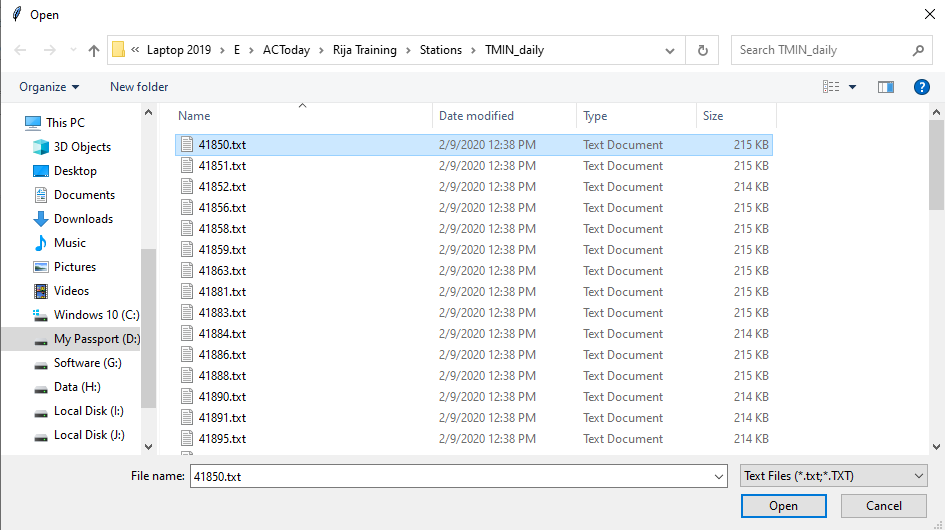 Open
« Laptop 2019 > E > ACToday > Rija Training > Stations > TMIN_daily
Search TMIN_daily
Organize
New folder
?
Name Date modified Type Size
This PC
3D Objects
Desktop
Documents
Downloads
Music
Pictures
Videos
Windows 10 (C:)
My Passport (D:)
Software (G:)
Data (H:)
Local Disk (I:)
Local Disk (J:)
41850.txt 2/9/2020 12:38 PM Text Document 215 KB
41851.txt 2/9/2020 12:38 PM Text Document 215 KB
41852.txt 2/9/2020 12:38 PM Text Document 214 KB
41856.txt 2/9/2020 12:38 PM Text Document 215 KB
41858.txt 2/9/2020 12:38 PM Text Document 215 KB
41859.txt 2/9/2020 12:38 PM Text Document 215 KB
41863.txt 2/9/2020 12:38 PM Text Document 215 KB
41881.txt 2/9/2020 12:38 PM Text Document 215 KB
41883.txt 2/9/2020 12:38 PM Text Document 215 KB
41884.txt 2/9/2020 12:38 PM Text Document 214 KB
41886.txt 2/9/2020 12:38 PM Text Document 215 KB
41888.txt 2/9/2020 12:38 PM Text Document 215 KB
41890.txt 2/9/2020 12:38 PM Text Document 214 KB
41891.txt 2/9/2020 12:38 PM Text Document 214 KB
41895.txt 2/9/2020 12:38 PM Text Document 214 KB
File name: 41850.txt
Text Files (*.txt;*.TXT)
Open
Cancel